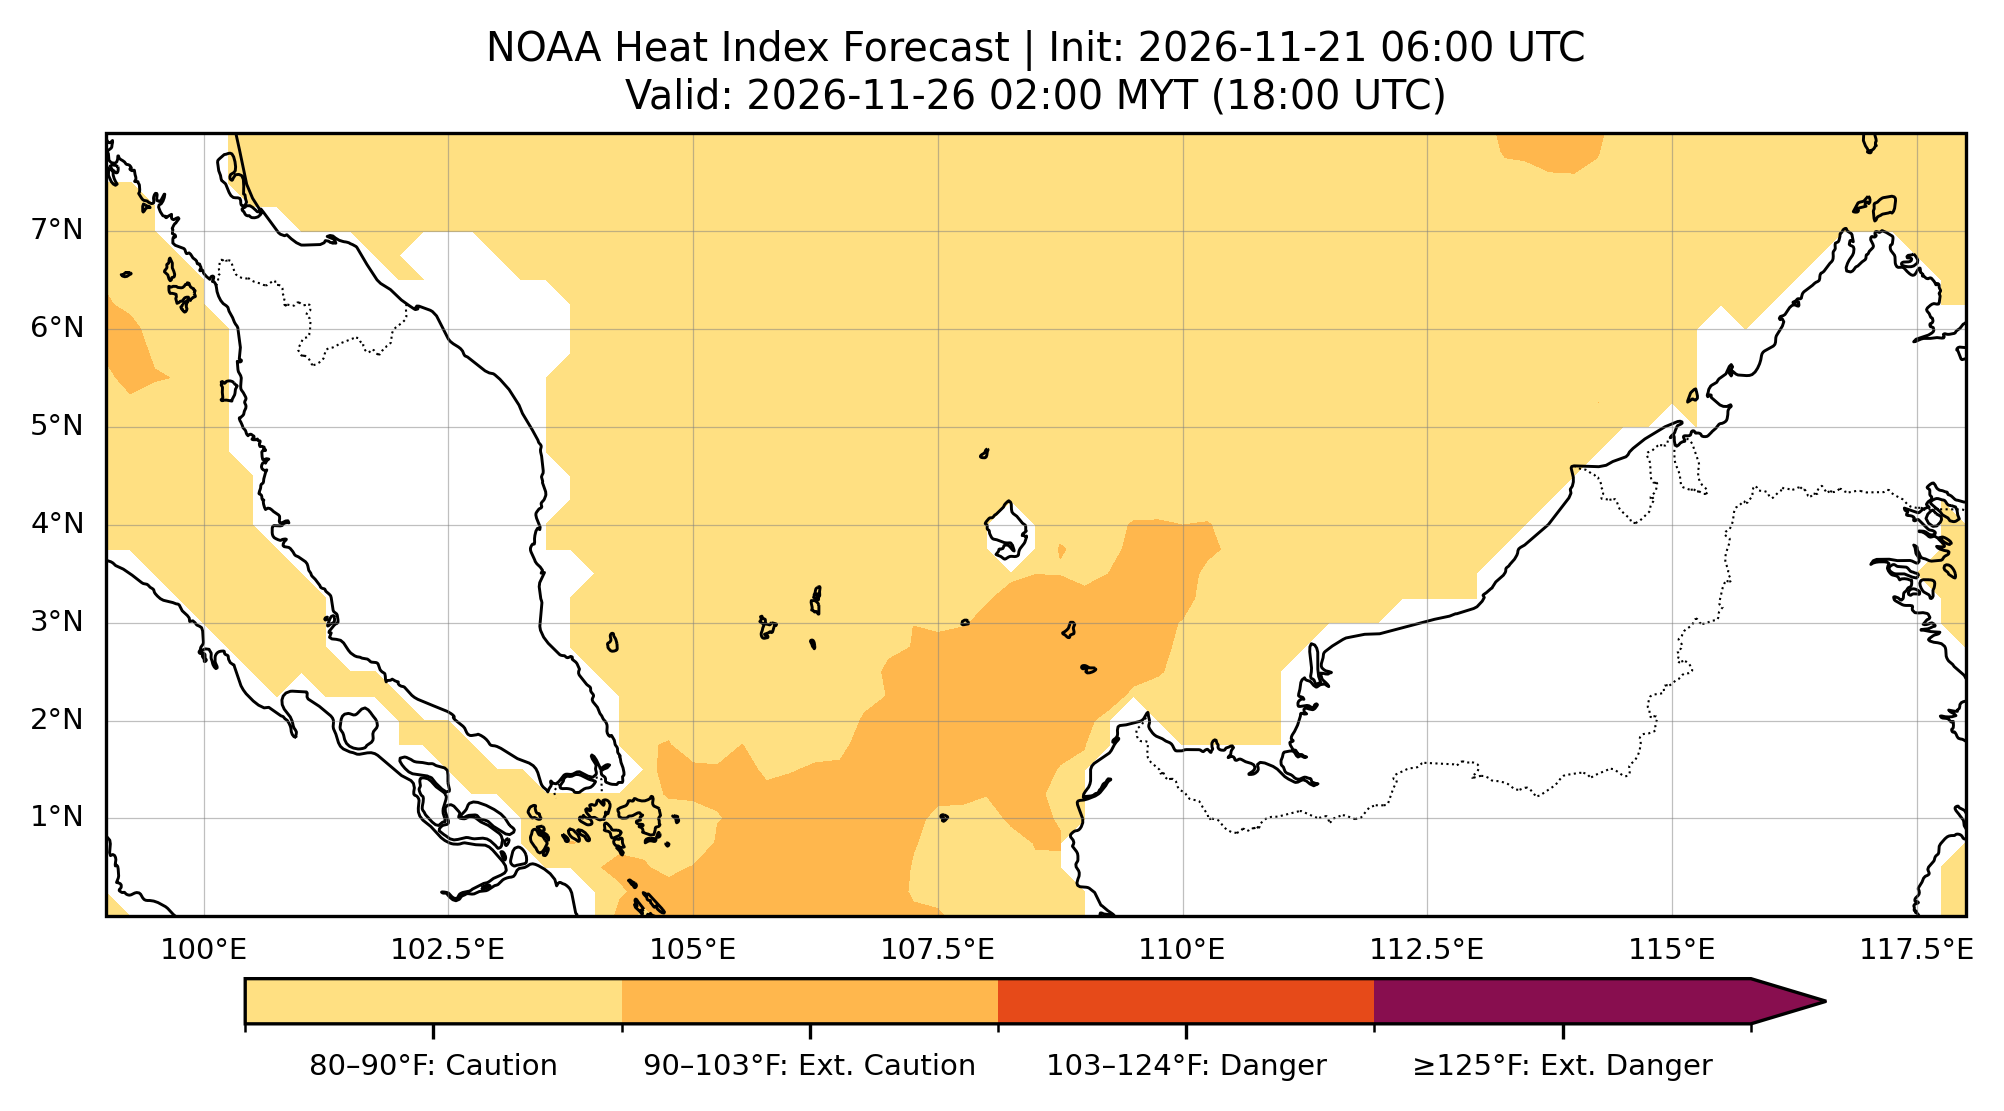 NOAA Heat Index Forecast | Init: 2026-11-21 06:00 UTC
Valid: 2026-11-26 02:00 MYT (18:00 UTC)
7°N
6°N
5°N
4°N
3°N
2°N
1°N
100°E 102.5°E 105°E 107.5°E 110°E 112.5°E 115°E 117.5°E
80–90°F: Caution 90–103°F: Ext. Caution 103–124°F: Danger ≥125°F: Ext. Danger